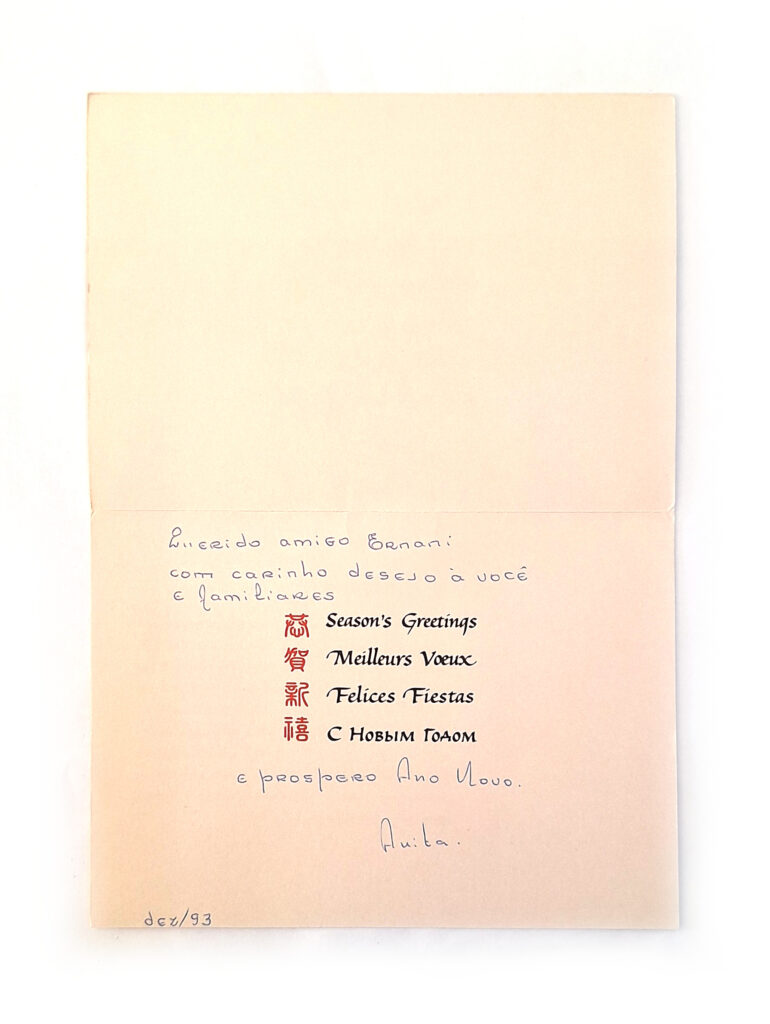 Querido amigo Ernani
com carinho desejo à você
e familiares
恭 Season's Greetings
賀 Meilleurs Vœux
新 Felices Fiestas
禧 С Новым Годом
e prospero Ano Novo.
Anita.
dez/93